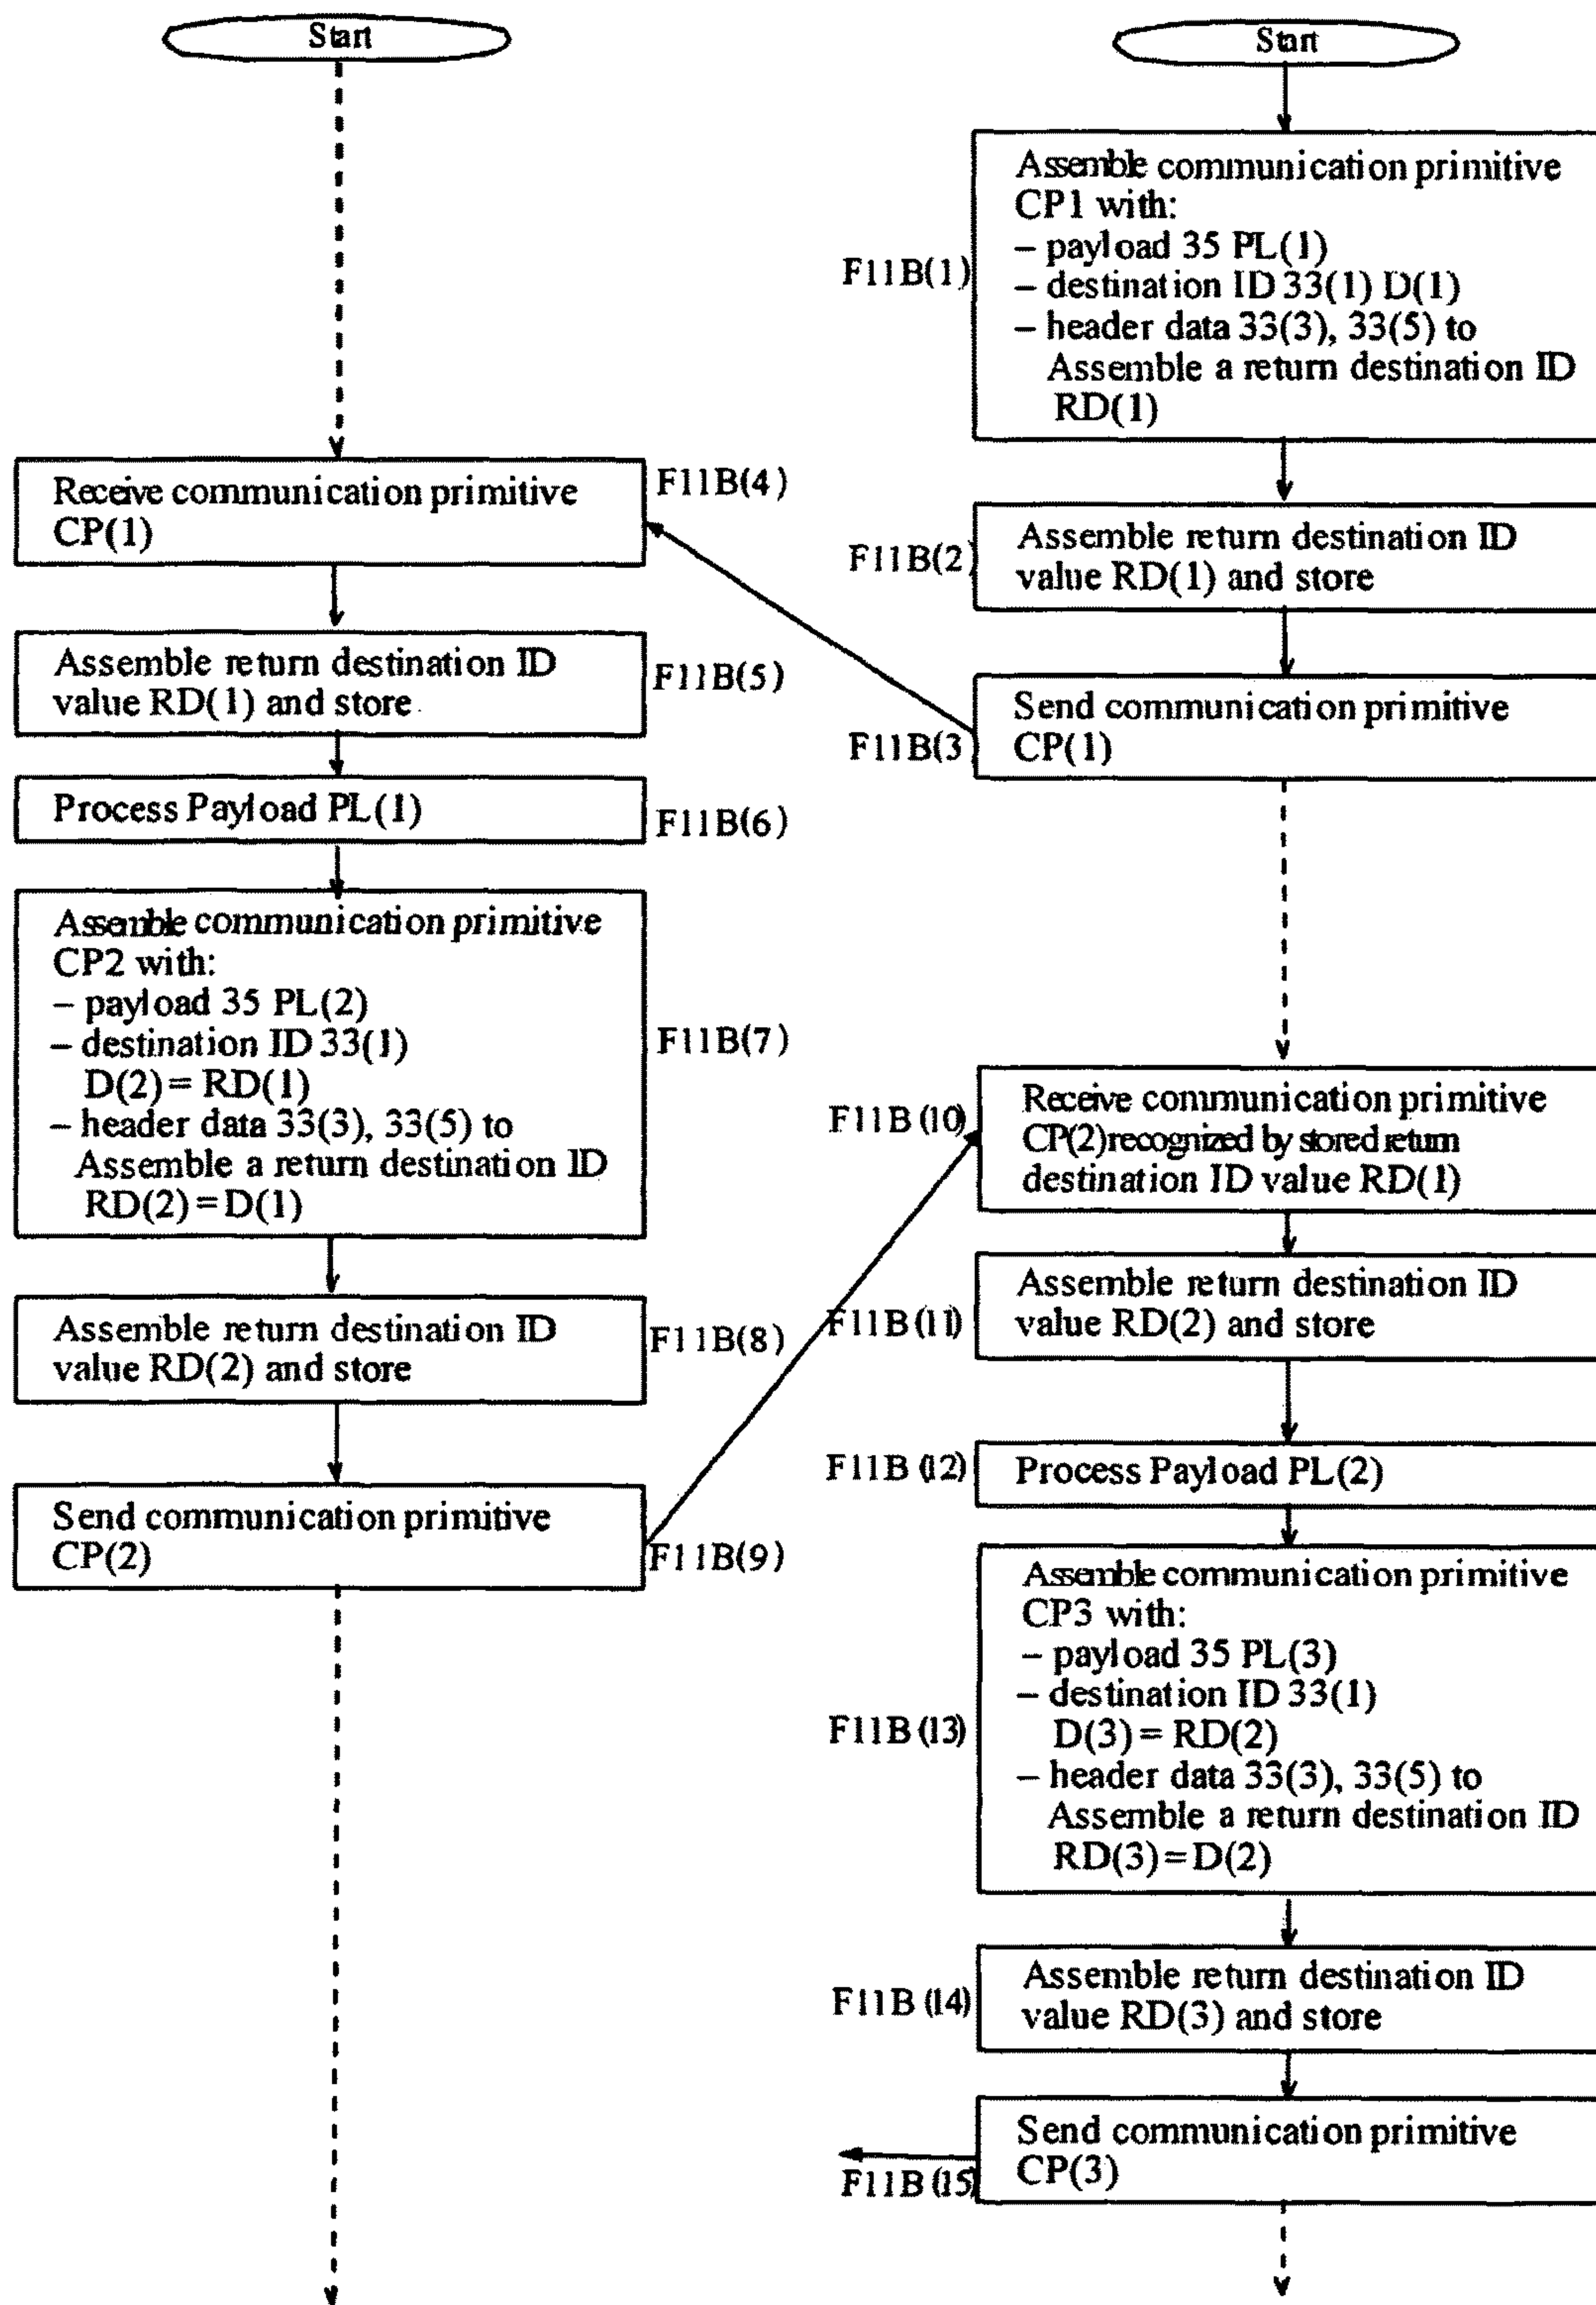 Start
Receive communication primitive
CP(1)
F11B(4)
Assemble return destination ID
value RD(1) and store
F11B(5)
Process Payload PL(1)
F11B(6)
Assemble communication primitive
CP2 with:
– payload 35 PL(2)
– destination ID 33(1)
D(2) = RD(1)
– header data 33(3), 33(5) to
Assemble a return destination ID
RD(2) = D(1)
F11B(7)
Assemble return destination ID
value RD(2) and store
F11B(8)
Send communication primitive
CP(2)
F11B(9)
Start
Assemble communication primitive
CP1 with:
– payload 35 PL(1)
– destination ID 33(1) D(1)
– header data 33(3), 33(5) to
Assemble a return destination ID
RD(1)
F11B(1)
Assemble return destination ID
value RD(1) and store
F11B(2)
Send communication primitive
CP(1)
F11B(3
Receive communication primitive
CP(2) recognized by stored return
destination ID value RD(1)
F11B (10)
Assemble return destination ID
value RD(2) and store
F11B (11)
Process Payload PL(2)
F11B (12)
Assemble communication primitive
CP3 with:
– payload 35 PL(3)
– destination ID 33(1)
D(3) = RD(2)
– header data 33(3), 33(5) to
Assemble a return destination ID
RD(3) = D(2)
F11B (13)
Assemble return destination ID
value RD(3) and store
F11B (14)
Send communication primitive
CP(3)
F11B (15)